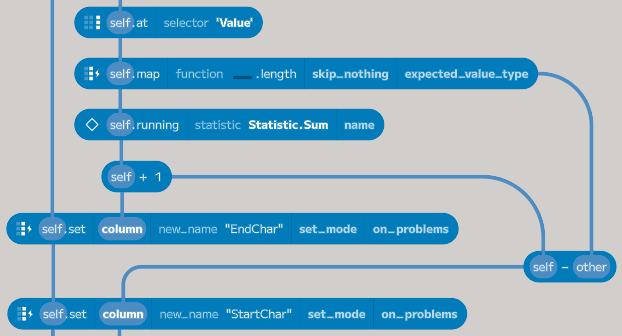 self.at selector 'Value'
self.map function __.length skip_nothing expected_value_type
self.running statistic Statistic.Sum name
self + 1
self.set column new_name "EndChar" set_mode on_problems
self - other
self.set column new_name "StartChar" set_mode on_problems